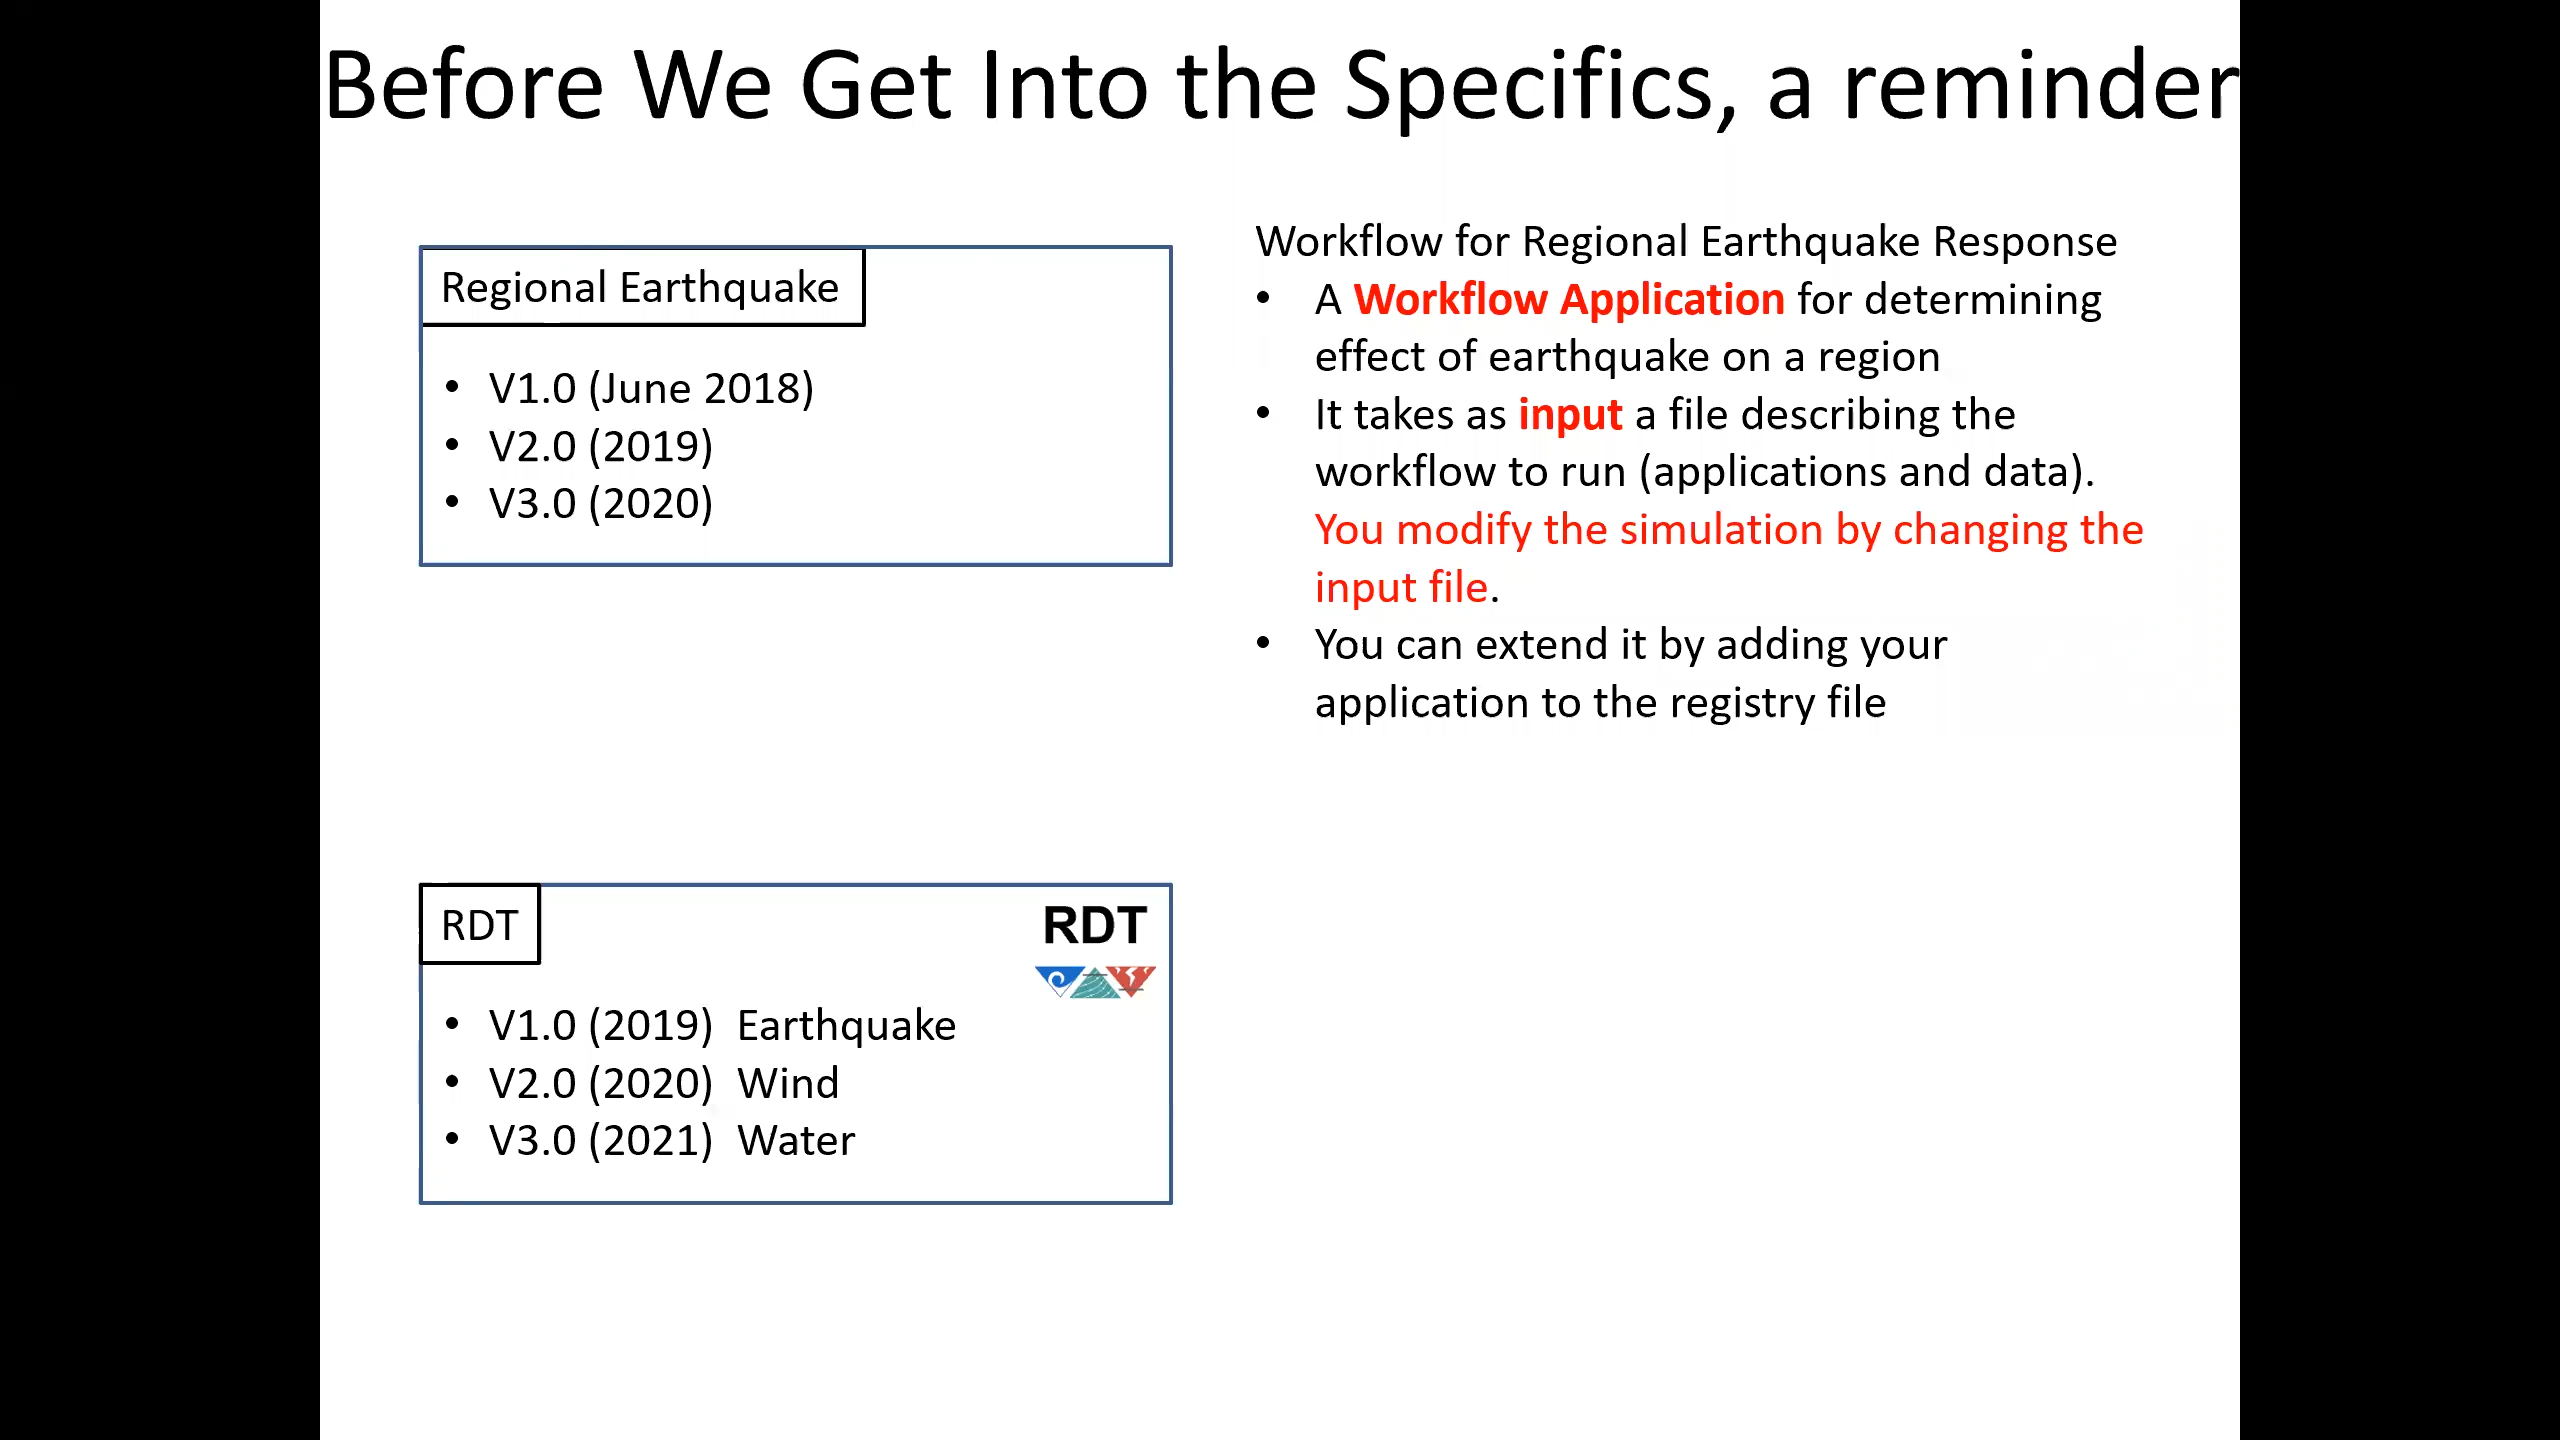 Before We Get Into the Specifics, a reminder
Regional Earthquake
• V1.0 (June 2018)
• V2.0 (2019)
• V3.0 (2020)
Workflow for Regional Earthquake Response
• A Workflow Application for determining
effect of earthquake on a region
• It takes as input a file describing the
workflow to run (applications and data).
You modify the simulation by changing the
input file.
• You can extend it by adding your
application to the registry file
RDT
RDT
• V1.0 (2019) Earthquake
• V2.0 (2020) Wind
• V3.0 (2021) Water